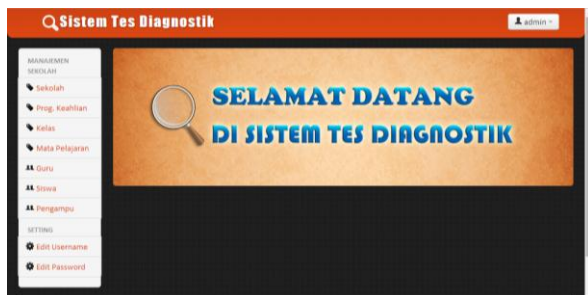 Sistem Tes Diagnostik
admin
MANAJEMEN
SEKOLAH
Sekolah
Prog. Keahlian
Kelas
Mata Pelajaran
Guru
Siswa
Pengampu
SETTING
Edit Username
Edit Password
SELAMAT DATANG
DI SISTEM TES DIAGNOSTIK